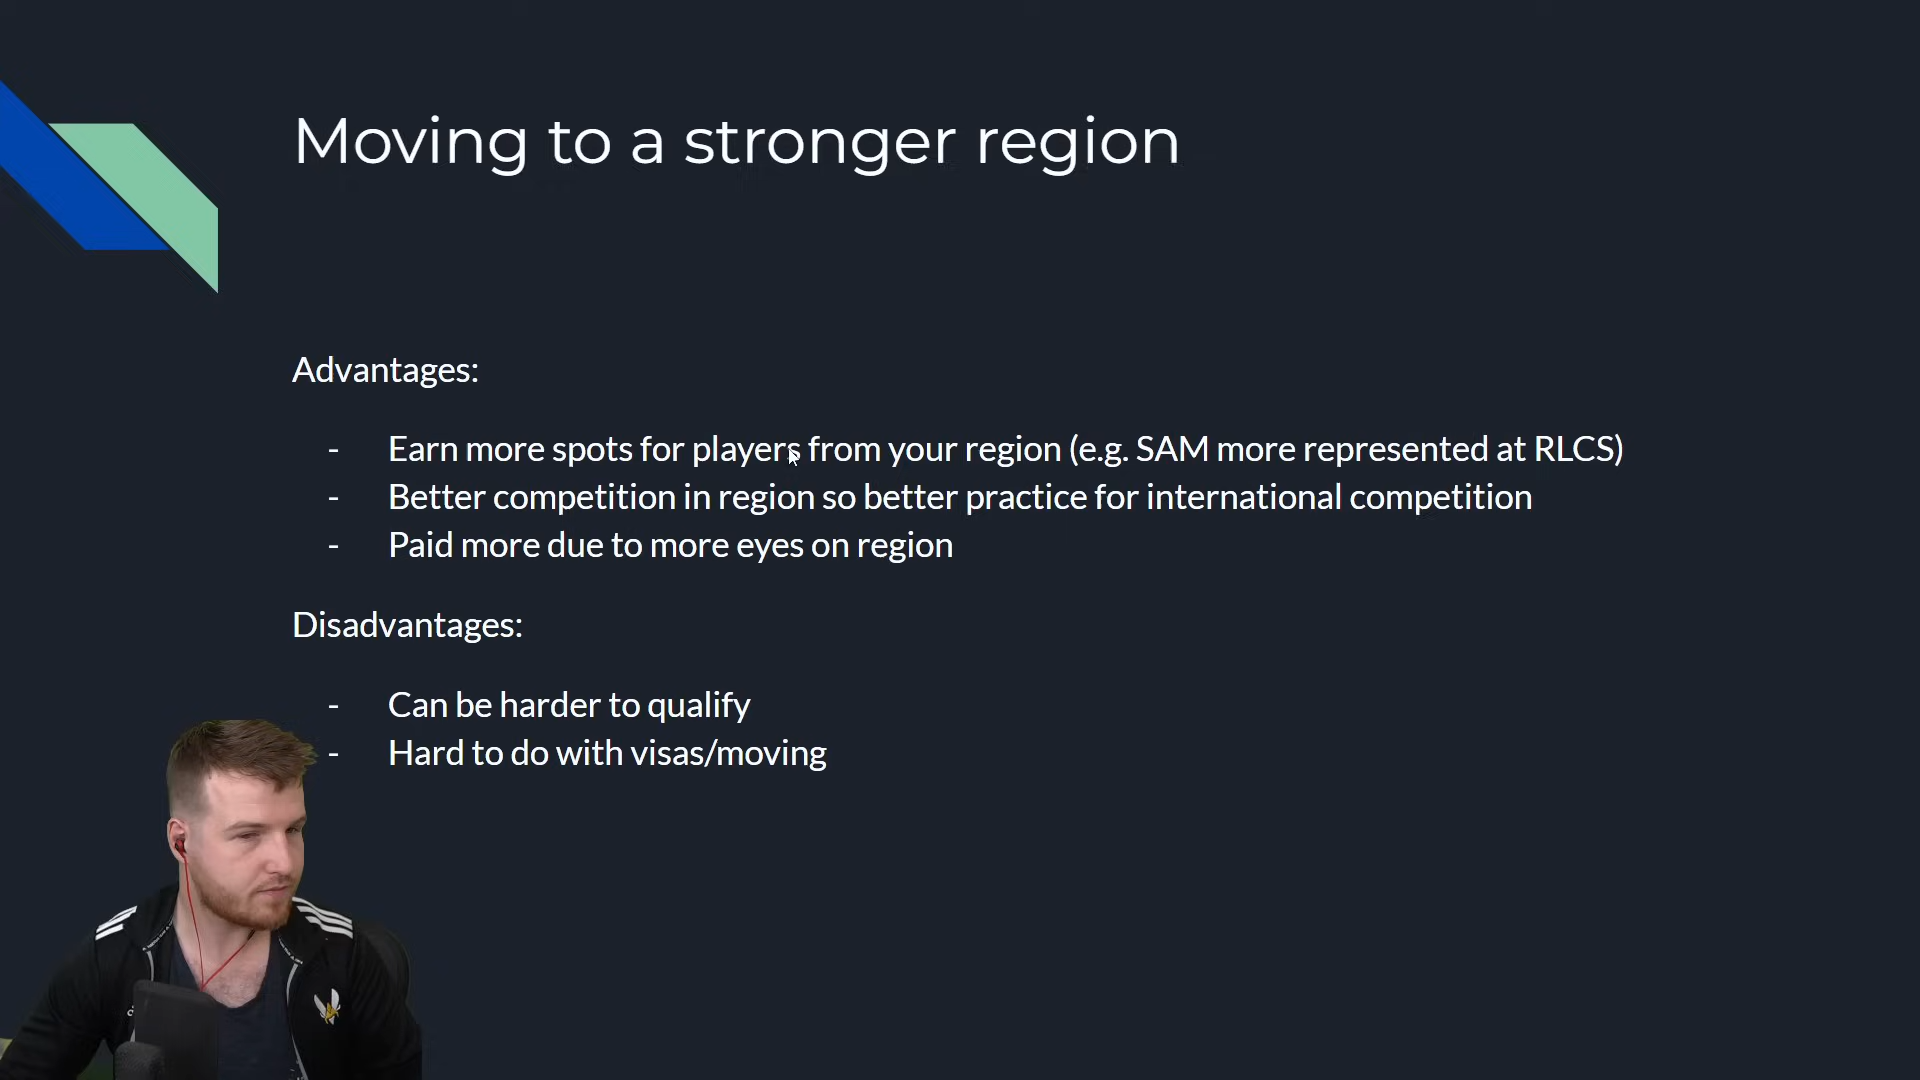 Moving to a stronger region
Advantages:
- Earn more spots for players from your region (e.g. SAM more represented at RLCS)
- Better competition in region so better practice for international competition
- Paid more due to more eyes on region
Disadvantages:
- Can be harder to qualify
- Hard to do with visas/moving